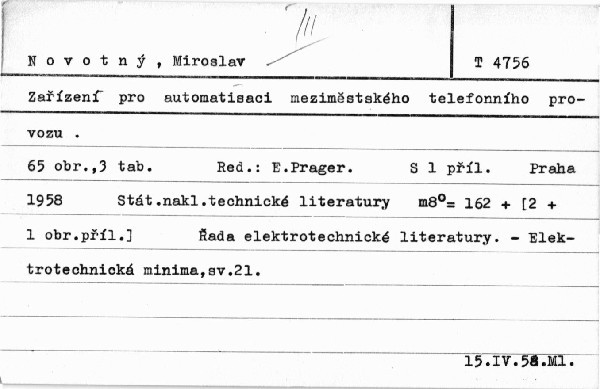 III
N o v o t n ý , Miroslav T 4756
Zařízení pro automatisaci meziměstského telefonního pro-
vozu .
65 obr.,3 tab. Red.: E.Prager. S 1 příl. Praha
1958 Stát.nakl.technické literatury m8°= 162 + [2 +
1 obr.příl.] Řada elektrotechnické literatury. - Elek-
trotechnická minima,sv.21.
15.IV.58.Ml.